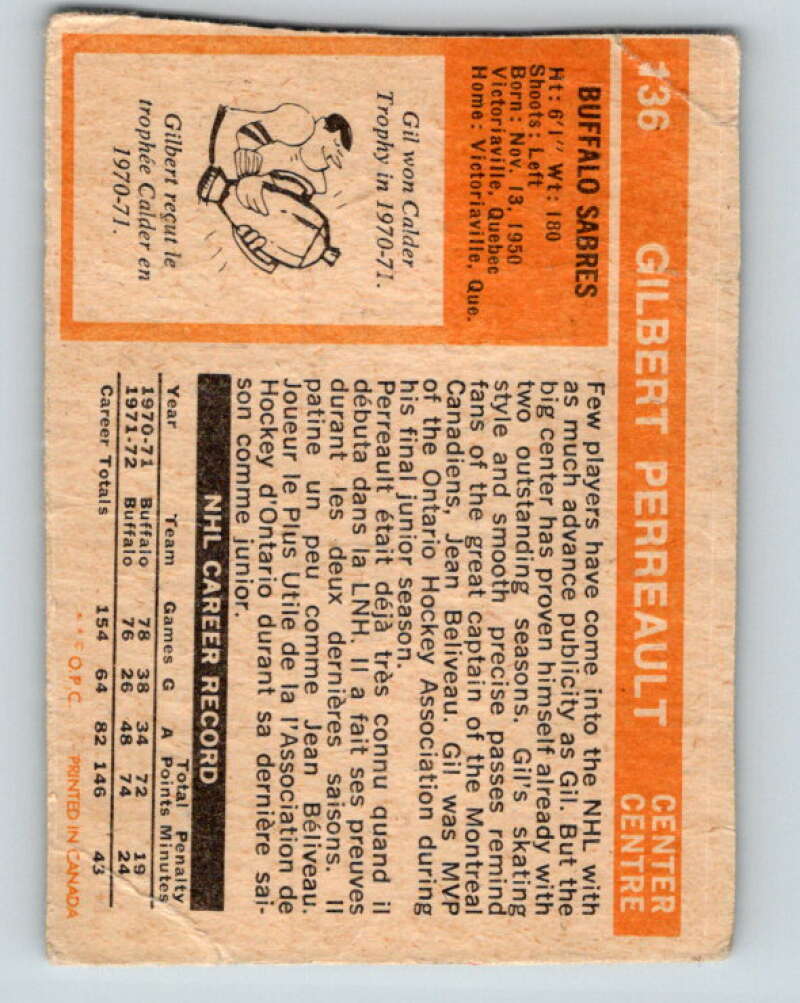 136 GILBERT PERREAULT CENTER
CENTRE
BUFFALO SABRES
Ht: 6'1" Wt: 180
Shoots: Left
Born: Nov. 13, 1950
Victoriaville, Quebec
Home: Victoriaville, Que.
Gil won Calder
Trophy in 1970-71.
Gilbert reçut le
trophée Calder en
1970-71.
Few players have come into the NHL with
as much advance publicity as Gil. But the
big center has proven himself already with
two outstanding seasons. Gil's skating
style and smooth precise passes remind
fans of the great captain of the Montreal
Canadiens, Jean Beliveau. Gil was MVP
of the Ontario Hockey Association during
his final junior season.
Perreault était déjà très connu quand il
débuta dans la LNH. Il a fait ses preuves
durant les deux dernières saisons. Il
patine un peu comme Jean Béliveau.
Joueur le Plus Utile de la l'Association de
Hockey d'Ontario durant sa dernière sai-
son comme junior.
NHL CAREER RECORD
Total Penalty
Year Team Games G A Points Minutes
1970-71 Buffalo 78 38 34 72 19
1971-72 Buffalo 76 26 48 74 24
Career Totals 154 64 82 146 43
O.P.C. PRINTED IN CANADA